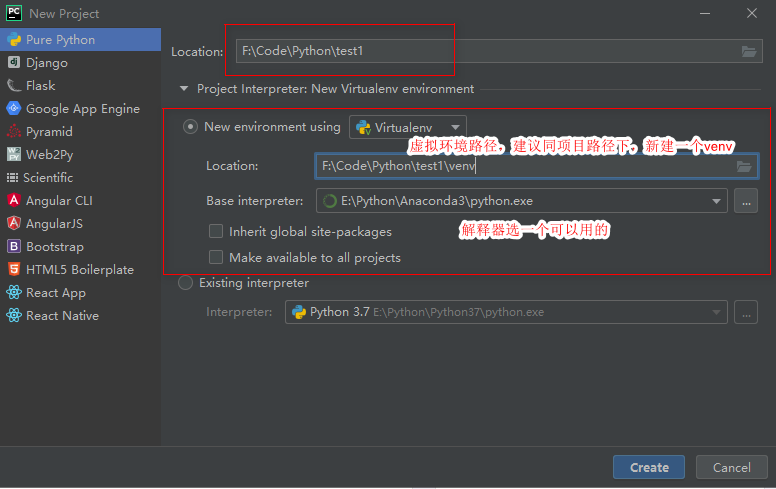 New Project
Pure Python
Django
Flask
Google App Engine
Pyramid
Web2Py
Scientific
Angular CLI
AngularJS
Bootstrap
HTML5 Boilerplate
React App
React Native
Location: F:\Code\Python\test1
Project Interpreter: New Virtualenv environment
New environment using Virtualenv
虚拟环境路径，建议同项目路径下，新建一个venv
Location: F:\Code\Python\test1\venv
Base interpreter: E:\Python\Anaconda3\python.exe ...
解释器选一个可以用的
Inherit global site-packages
Make available to all projects
Existing interpreter
Interpreter: Python 3.7 E:\Python\Python37\python.exe ...
Create Cancel